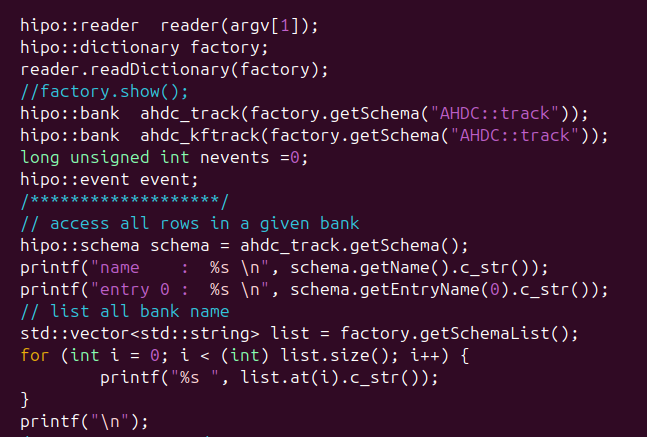 hipo::reader  reader(argv[1]);
hipo::dictionary factory;
reader.readDictionary(factory);
//factory.show();
hipo::bank  ahdc_track(factory.getSchema("AHDC::track"));
hipo::bank  ahdc_kftrack(factory.getSchema("AHDC::track"));
long unsigned int nevents =0;
hipo::event event;
/*******************/
// access all rows in a given bank
hipo::schema schema = ahdc_track.getSchema();
printf("name    :  %s \n", schema.getName().c_str());
printf("entry 0 :  %s \n", schema.getEntryName(0).c_str());
// list all bank name
std::vector<std::string> list = factory.getSchemaList();
for (int i = 0; i < (int) list.size(); i++) {
        printf("%s ", list.at(i).c_str());
}
printf("\n");